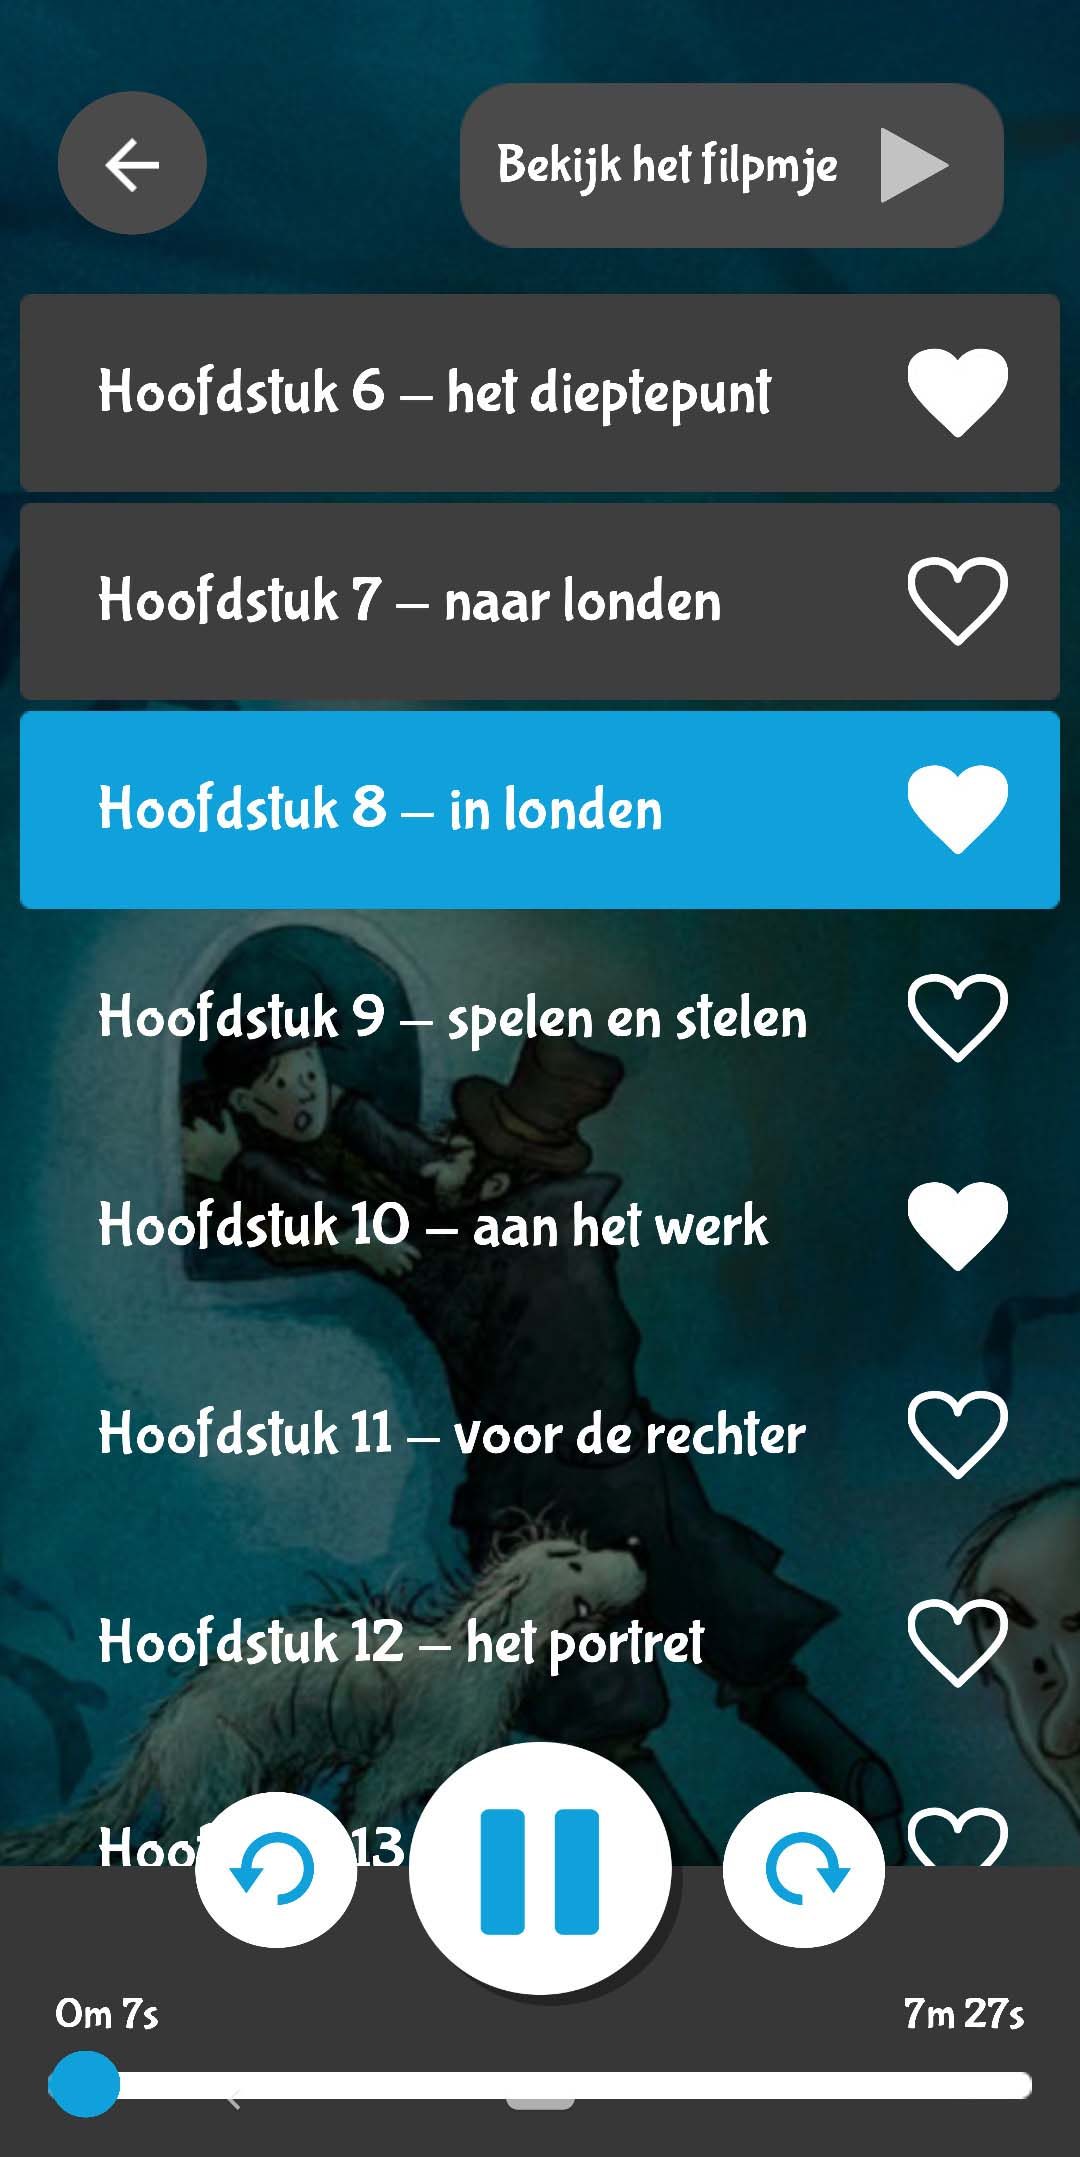 Bekijk het filpmje
Hoofdstuk 6 – het dieptepunt
Hoofdstuk 7 – naar londen
Hoofdstuk 8 – in londen
Hoofdstuk 9 – spelen en stelen
Hoofdstuk 10 – aan het werk
Hoofdstuk 11 – voor de rechter
Hoofdstuk 12 – het portret
13
0m 7s
7m 27s